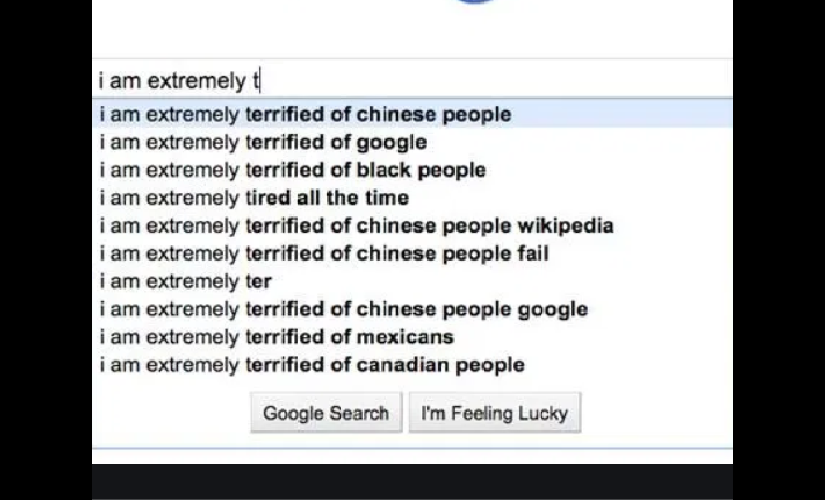 i am extremely t
i am extremely terrified of chinese people
i am extremely terrified of google
i am extremely terrified of black people
i am extremely tired all the time
i am extremely terrified of chinese people wikipedia
i am extremely terrified of chinese people fail
i am extremely ter
i am extremely terrified of chinese people google
i am extremely terrified of mexicans
i am extremely terrified of canadian people
Google Search I'm Feeling Lucky